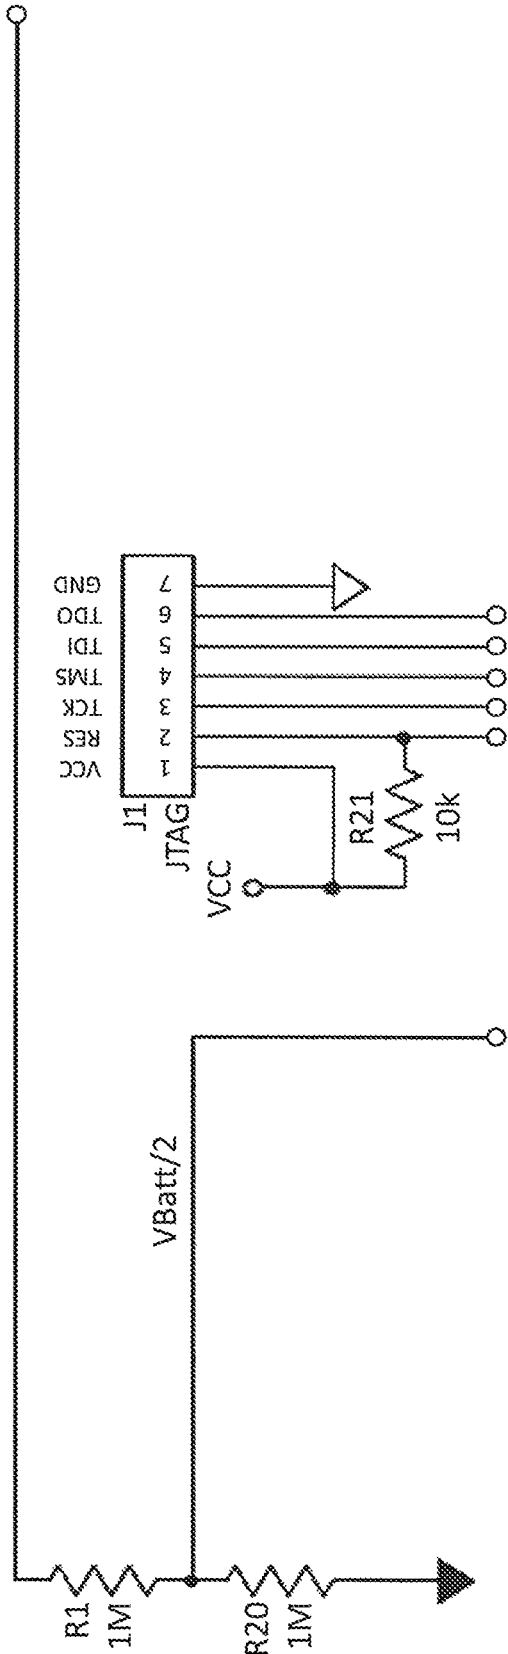 GND
TDO
TDI
TMS
TCK
RES
VCC
7
6
5
4
3
2
1
J1
JTAG
VCC
R21
10k
VBatt/2
R1
1M
R20
1M